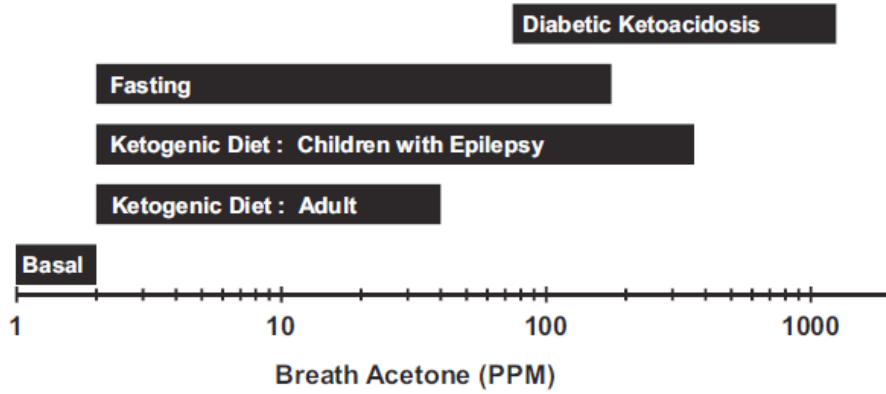 Diabetic Ketoacidosis
Fasting
Ketogenic Diet : Children with Epilepsy
Ketogenic Diet : Adult
Basal
1 10 100 1000
Breath Acetone (PPM)